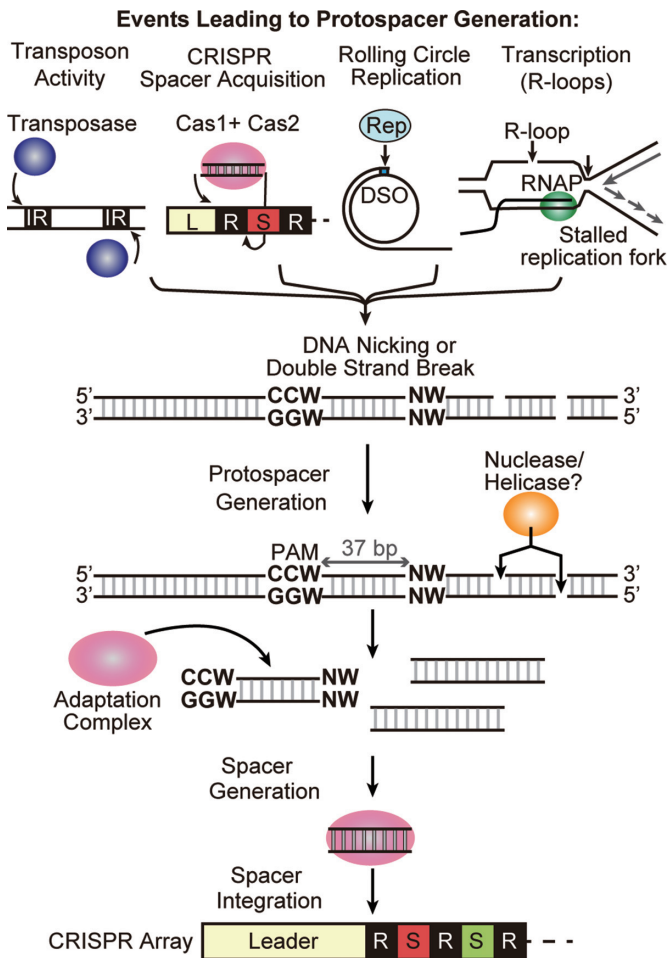 Events Leading to Protospacer Generation:
Transposon
Activity
CRISPR
Spacer Acquisition
Rolling Circle
Replication
Transcription
(R-loops)
Transposase
Cas1+ Cas2
Rep
R-loop
DSO
RNAP
IR
IR
L
R
S
R
Stalled
replication fork
DNA Nicking or
Double Strand Break
5’ CCW NW 3’
3’ GGW NW 5’
Protospacer
Generation
Nuclease/
Helicase?
PAM 37 bp
5’ CCW NW 3’
3’ GGW NW 5’
Adaptation
Complex
CCW NW
GGW NW
Spacer
Generation
Spacer
Integration
CRISPR Array Leader R S R S R